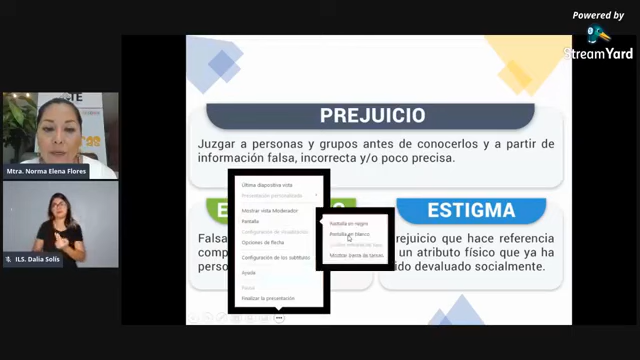 Powered by
StreamYard
PREJUICIO
Juzgar a personas y grupos antes de conocerlos y a partir de
información falsa, incorrecta y/o poco precisa.
Mtra. Norma Elena Flores
Última diapositiva vista
Presentación personalizada
Mostrar vista Moderador
Pantalla
Configuración de visualización
Opciones de flecha
Configuración de los subtítulos
Ayuda
Pausa
Finalizar la presentación
Pantalla en negro
Pantalla en blanco
Mostrar barra de tareas
ESTIGMA
Falsa
rejuicio que hace referencia
comp
un atributo físico que ya ha
perso
ido devaluado socialmente.
ILS. Dalia Solís